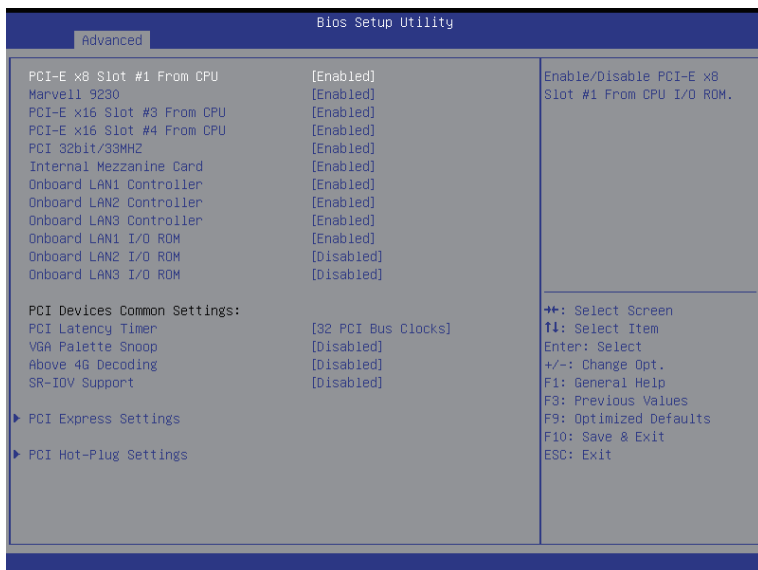 Bios Setup Utility
Advanced
PCI-E x8 Slot #1 From CPU [Enabled]
Marvell 9230 [Enabled]
PCI-E x16 Slot #3 From CPU [Enabled]
PCI-E x16 Slot #4 From CPU [Enabled]
PCI 32bit/33MHZ [Enabled]
Internal Mezzanine Card [Enabled]
Onboard LAN1 Controller [Enabled]
Onboard LAN2 Controller [Enabled]
Onboard LAN3 Controller [Enabled]
Onboard LAN1 I/O ROM [Enabled]
Onboard LAN2 I/O ROM [Disabled]
Onboard LAN3 I/O ROM [Disabled]
PCI Devices Common Settings:
PCI Latency Timer [32 PCI Bus Clocks]
VGA Palette Snoop [Disabled]
Above 4G Decoding [Disabled]
SR-IOV Support [Disabled]
PCI Express Settings
PCI Hot-Plug Settings
Enable/Disable PCI-E x8
Slot #1 From CPU I/O ROM.
→←: Select Screen
↑↓: Select Item
Enter: Select
+/-: Change Opt.
F1: General Help
F3: Previous Values
F9: Optimized Defaults
F10: Save & Exit
ESC: Exit